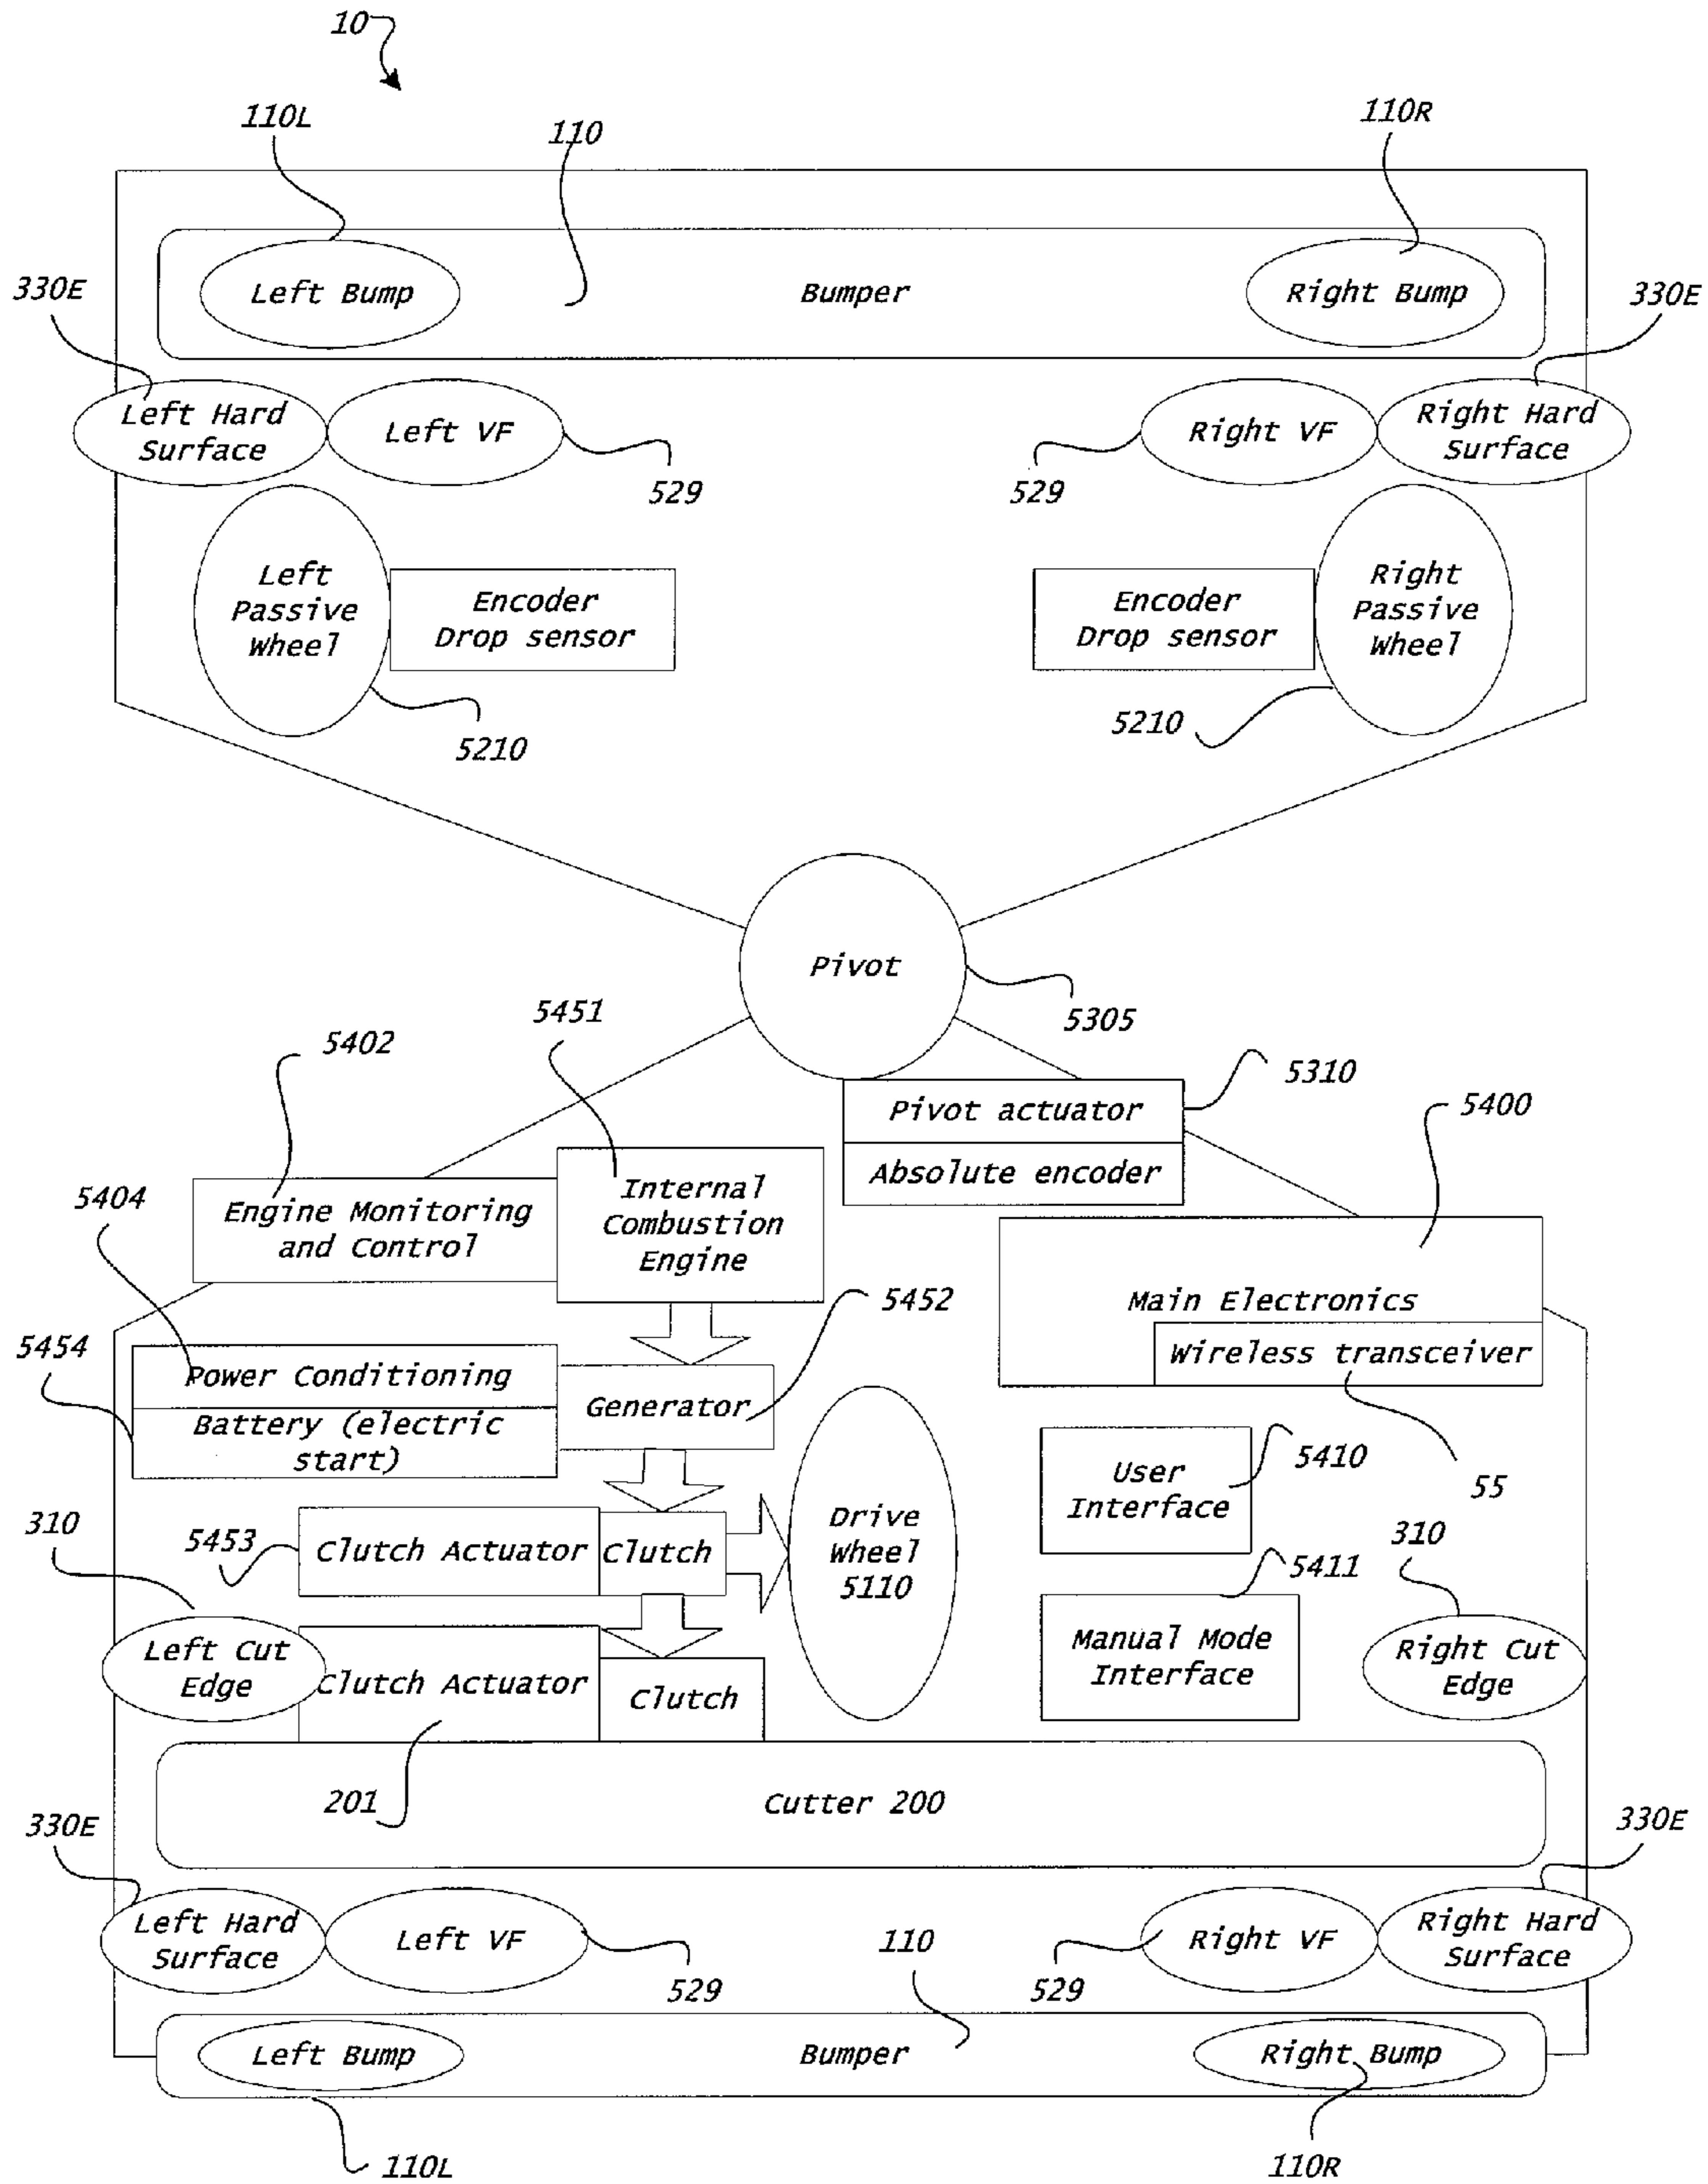 10
110L
110
110R
Left Bump
Bumper
Right Bump
330E
330E
Left Hard
Surface
Left VF
Right VF
Right Hard
Surface
529
529
Left
Passive
Wheel
Encoder
Drop sensor
Encoder
Drop sensor
Right
Passive
Wheel
5210
5210
Pivot
5305
5451
5402
5310
5400
Pivot actuator
Absolute encoder
5404
Engine Monitoring
and Control
Internal
Combustion
Engine
5452
Main Electronics
Wireless transceiver
5454
Power Conditioning
Battery (electric
start)
Generator
User
Interface
5410
55
310
5453
Clutch Actuator
Clutch
Drive
Wheel
5110
5411
310
Left Cut
Edge
Clutch Actuator
Clutch
Manual Mode
Interface
Right Cut
Edge
201
Cutter 200
330E
330E
Left Hard
Surface
Left VF
Right VF
Right Hard
Surface
529
110
529
Left Bump
Bumper
Right Bump
110L
110R